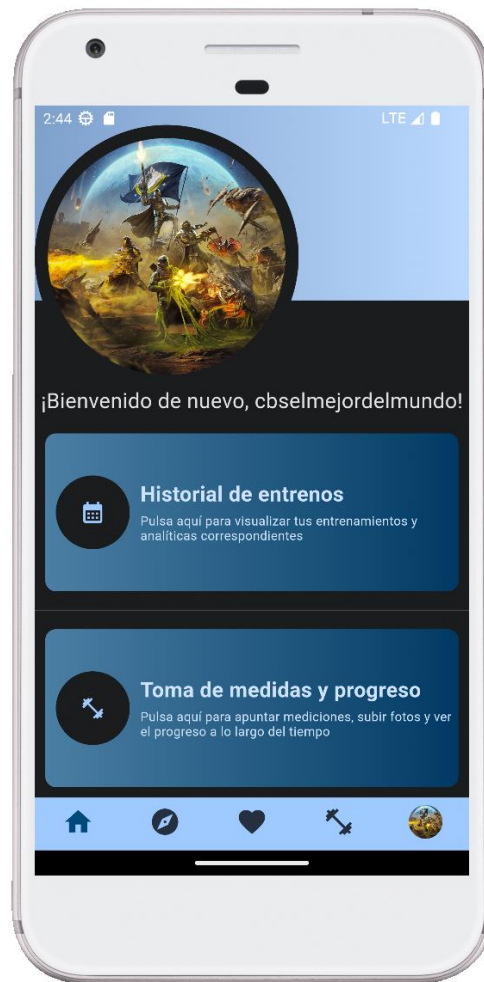 2:44 LTE
¡Bienvenido de nuevo, cbselmejordelmundo!
Historial de entrenos
Pulsa aquí para visualizar tus entrenamientos y
analíticas correspondientes
Toma de medidas y progreso
Pulsa aquí para apuntar mediciones, subir fotos y ver
el progreso a lo largo del tiempo